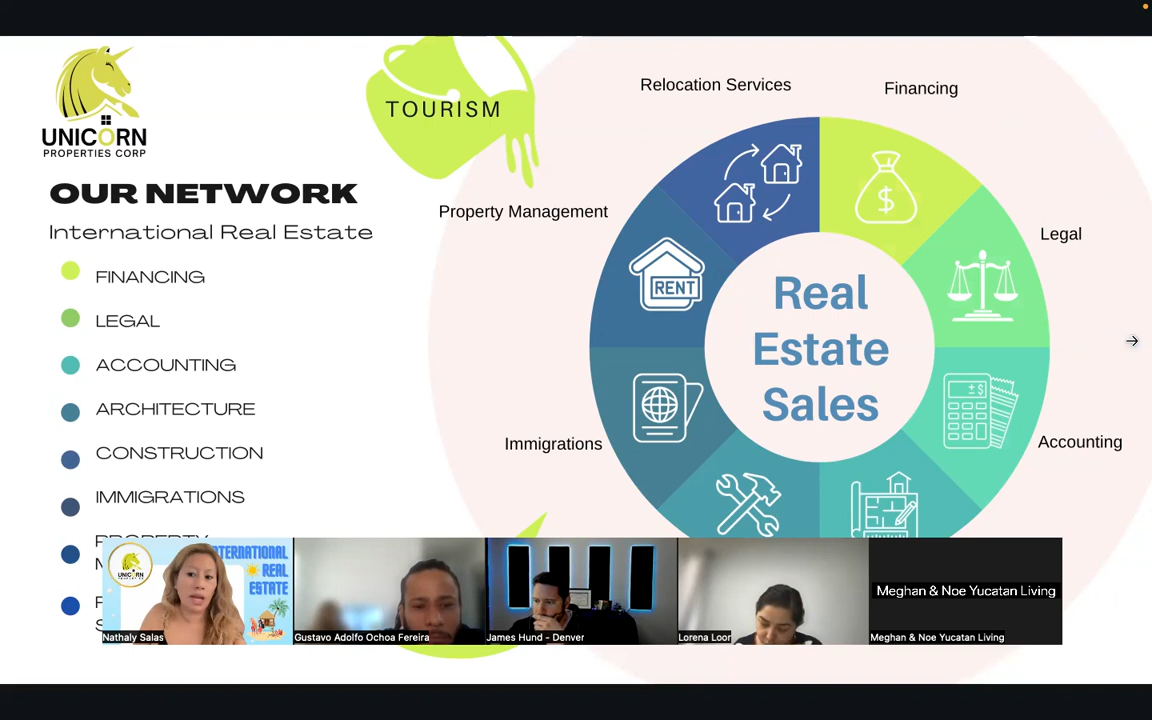 UNICORN
PROPERTIES CORP
OUR NETWORK
International Real Estate
FINANCING
LEGAL
ACCOUNTING
ARCHITECTURE
CONSTRUCTION
IMMIGRATIONS
PROPERTY
TOURISM
Relocation Services
Financing
Property Management
Legal
RENT
Real
Estate
Sales
Immigrations
Accounting
UNICORN
INTERNATIONAL
REAL
ESTATE
Nathaly Salas
Gustavo Adolfo Ochoa Fereira
James Hund - Denver
Lorena Loor
Meghan & Noe Yucatan Living
Meghan & Noe Yucatan Living